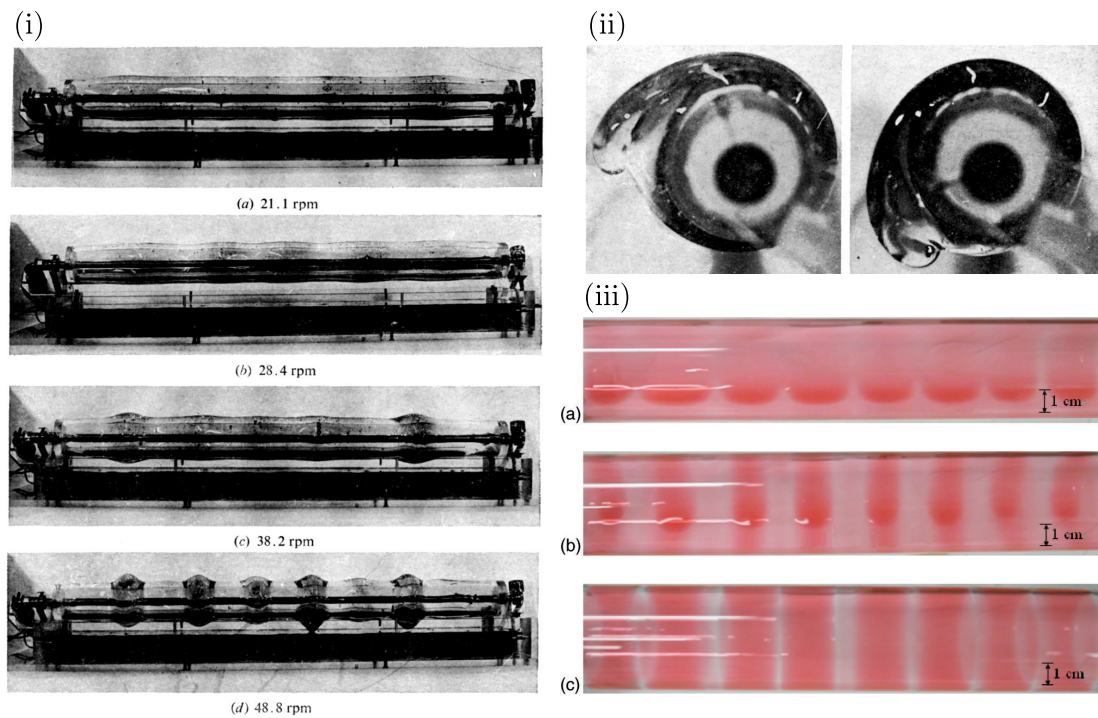 (i)
(a) 21.1 rpm
(b) 28.4 rpm
(c) 38.2 rpm
(d) 48.8 rpm
(ii)
(iii)
(a)
1 cm
(b)
1 cm
(c)
1 cm